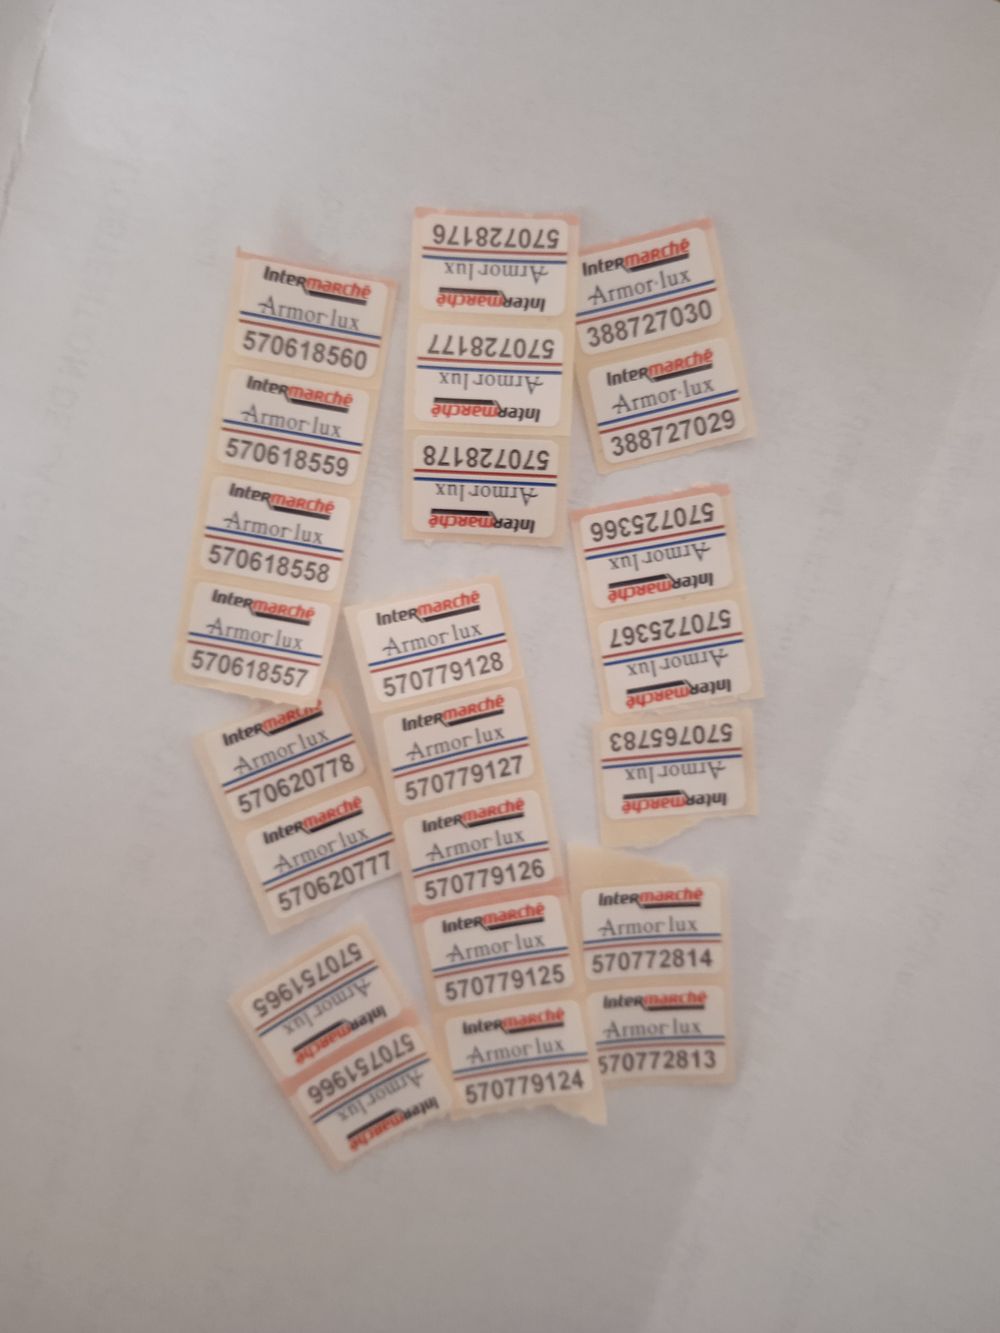 Intermarché
Armor·lux
570618560
Intermarché
Armor·lux
570618559
Intermarché
Armor·lux
570618558
Intermarché
Armor·lux
570618557
570728176
Armor·lux
Intermarché
570728177
Armor·lux
Intermarché
570728178
Armor·lux
Intermarché
Intermarché
Armor·lux
388727030
Intermarché
Armor·lux
388727029
570725366
Armor·lux
Intermarché
570725367
Armor·lux
Intermarché
570765783
Armor·lux
Intermarché
Intermarché
Armor·lux
570779128
Intermarché
Armor·lux
570779127
Intermarché
Armor·lux
570779126
Intermarché
Armor·lux
570779125
Intermarché
Armor·lux
570779124
Intermarché
Armor·lux
570620778
Intermarché
Armor·lux
570620777
570751965
Armor·lux
Intermarché
570751966
Armor·lux
Intermarché
Intermarché
Armor·lux
570772814
Intermarché
Armor·lux
570772813